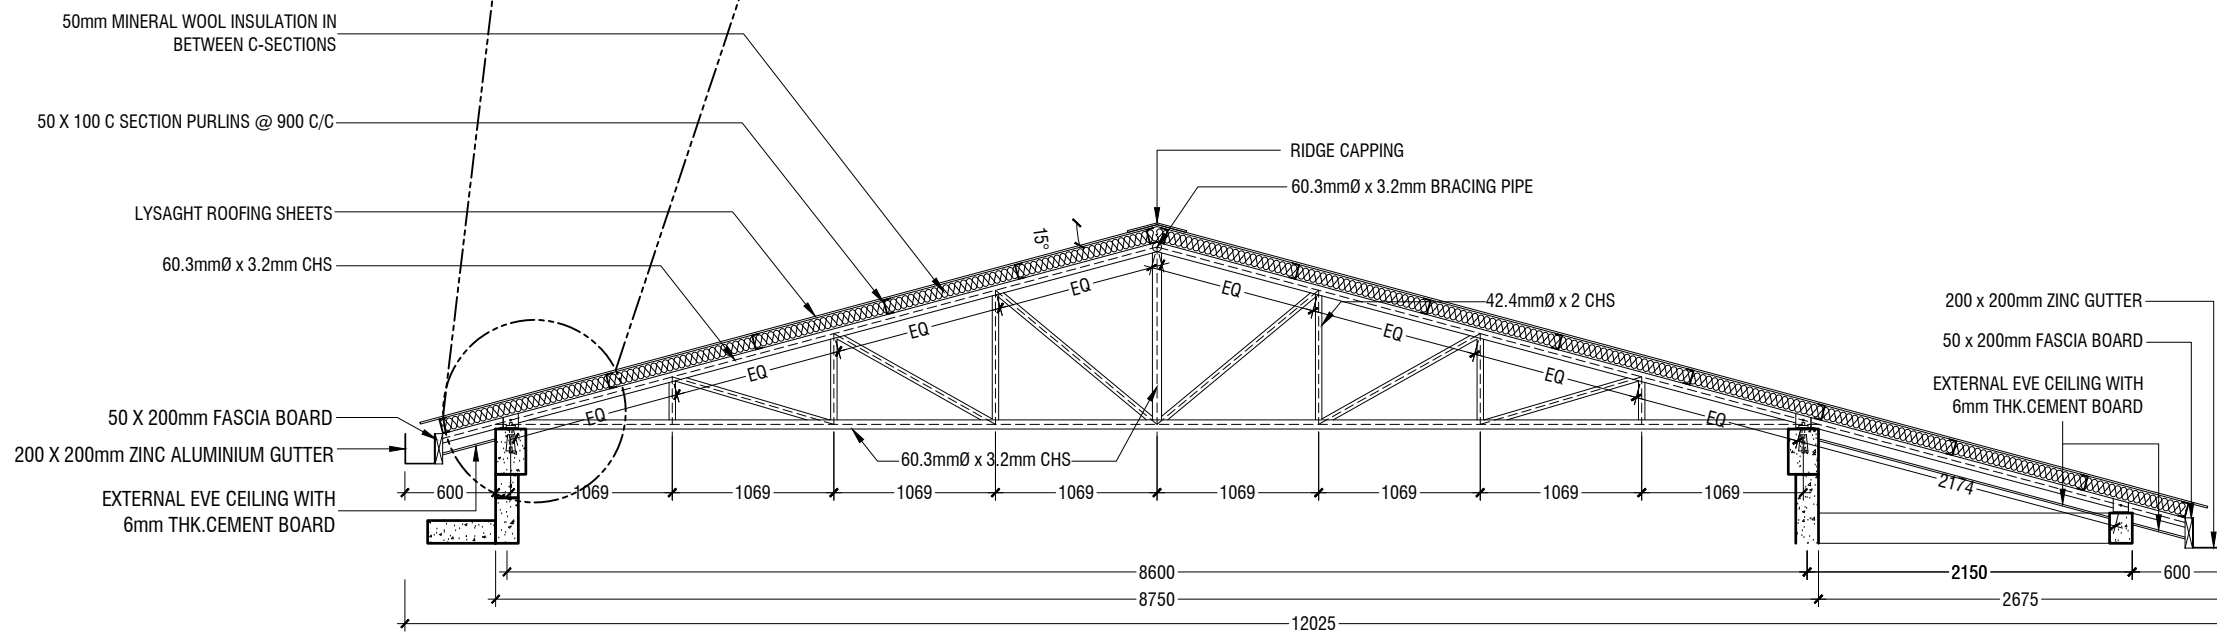 50mm MINERAL WOOL INSULATION IN
BETWEEN C-SECTIONS
50 X 100 C SECTION PURLINS @ 900 C/C
LYSAGHT ROOFING SHEETS
60.3mmØ x 3.2mm CHS
50 X 200mm FASCIA BOARD
200 X 200mm ZINC ALUMINIUM GUTTER
EXTERNAL EVE CEILING WITH
6mm THK.CEMENT BOARD
RIDGE CAPPING
60.3mmØ x 3.2mm BRACING PIPE
15°
42.4mmØ x 2 CHS
200 x 200mm ZINC GUTTER
50 x 200mm FASCIA BOARD
EXTERNAL EVE CEILING WITH
6mm THK.CEMENT BOARD
EQ
EQ
EQ
EQ
EQ
EQ
EQ
EQ
60.3mmØ x 3.2mm CHS
2174
600
1069
1069
1069
1069
1069
1069
1069
1069
8600
2150
600
8750
2675
12025